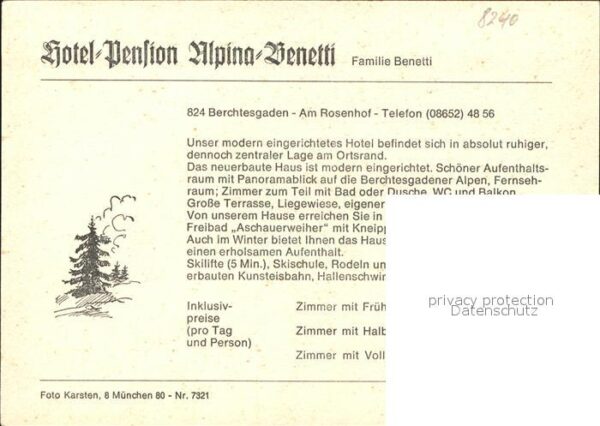 8240
Hotel-Pension Alpina-Benetti Familie Benetti
824 Berchtesgaden - Am Rosenhof - Telefon (08652) 48 56
Unser modern eingerichtetes Hotel befindet sich in absolut ruhiger,
dennoch zentraler Lage am Ortsrand.
Das neuerbaute Haus ist modern eingerichtet. Schöner Aufenthalts-
raum mit Panoramablick auf die Berchtesgadener Alpen, Fernseh-
raum; Zimmer zum Teil mit Bad oder Dusche, WC und Balkon
Große Terrasse, Liegewiese, eigener
Von unserem Hause erreichen Sie in
Freibad „Aschauerweiher" mit Kneipp
Auch im Winter bietet Ihnen das Haus
einen erholsamen Aufenthalt.
Skilifte (5 Min.), Skischule, Rodeln
erbauten Kunsteisbahn,
Inklusiv-
preise
(pro Tag
und Person)
Zimmer mit Früh
Zimmer mit Halb
Zimmer mit Voll
privacy protection
Datenschutz
Foto Karsten, 8 München 80 - Nr. 7321